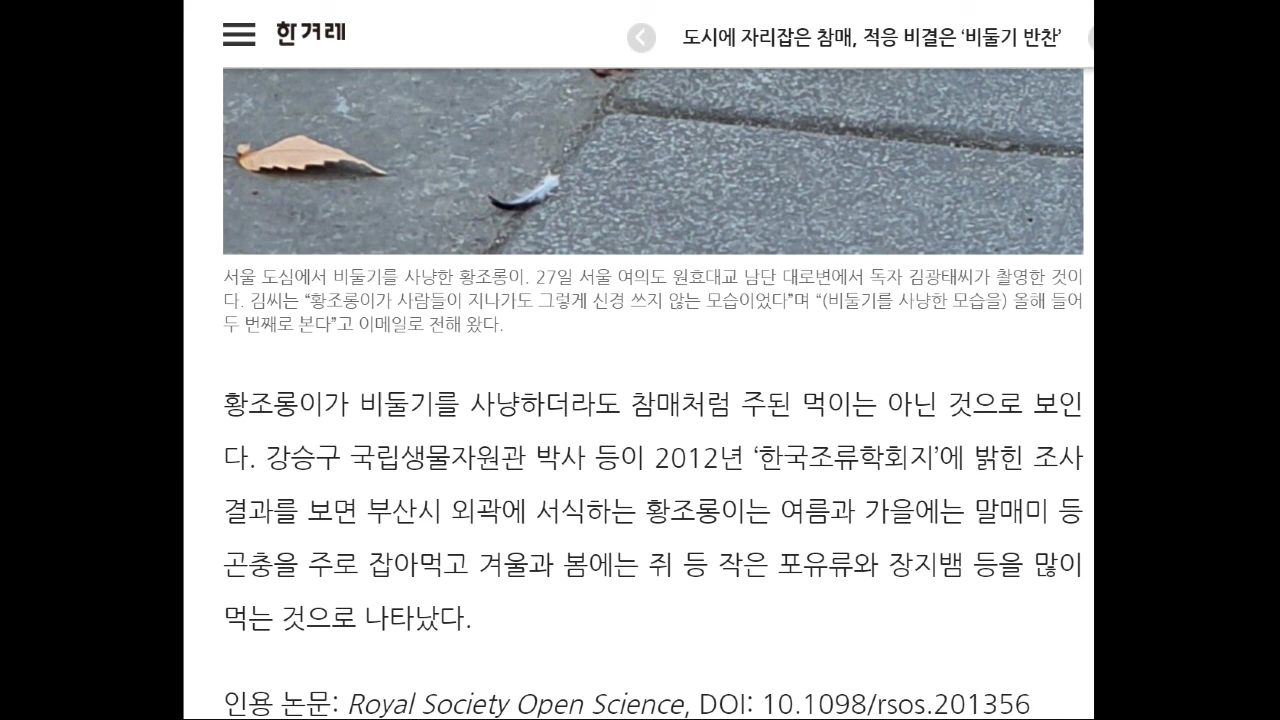 한겨레
도시에 자리잡은 참매, 적응 비결은 ‘비둘기 반찬’
서울 도심에서 비둘기를 사냥한 황조롱이. 27일 서울 여의도 원효대교 남단 대로변에서 독자 김광태씨가 촬영한 것이
다. 김씨는 “황조롱이가 사람들이 지나가도 그렇게 신경 쓰지 않는 모습이었다”며 “(비둘기를 사냥한 모습을) 올해 들어
두 번째로 본다”고 이메일로 전해 왔다.
황조롱이가 비둘기를 사냥하더라도 참매처럼 주된 먹이는 아닌 것으로 보인
다. 강승구 국립생물자원관 박사 등이 2012년 ‘한국조류학회지’에 밝힌 조사
결과를 보면 부산시 외곽에 서식하는 황조롱이는 여름과 가을에는 말매미 등
곤충을 주로 잡아먹고 겨울과 봄에는 쥐 등 작은 포유류와 장지뱀 등을 많이
먹는 것으로 나타났다.
인용 논문: Royal Society Open Science, DOI: 10.1098/rsos.201356